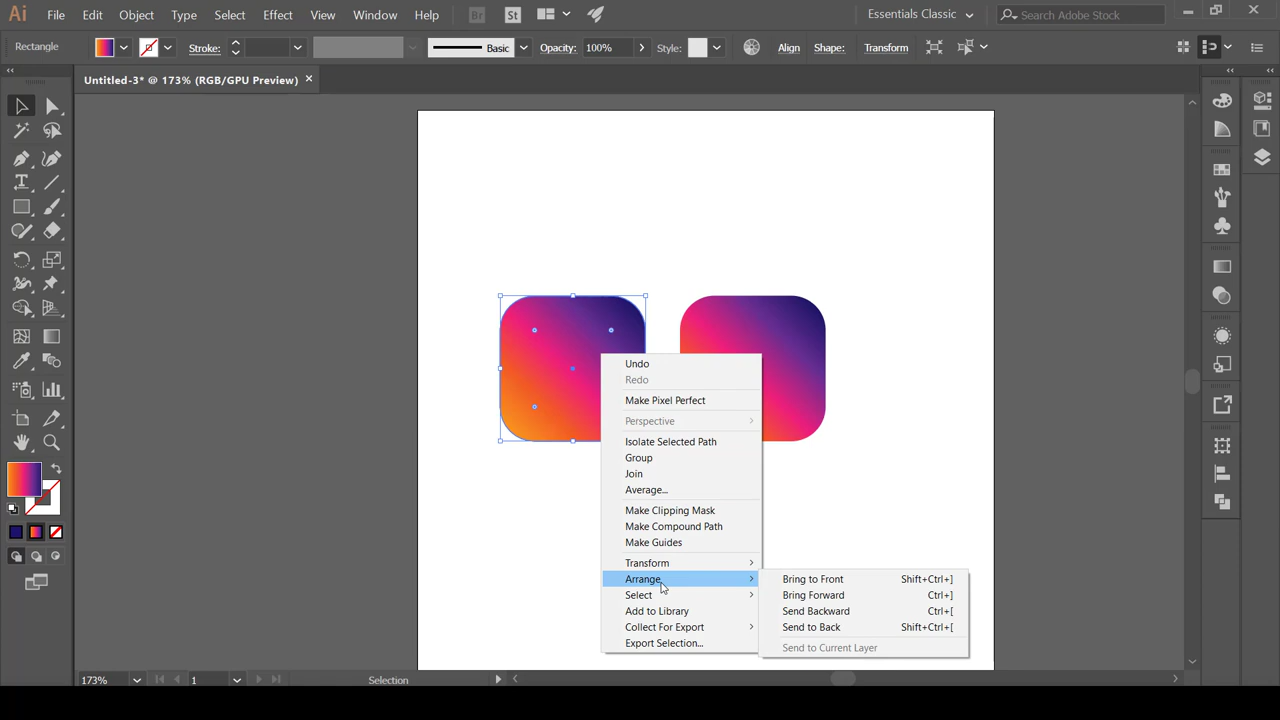 Ai File Edit Object Type Select Effect View Window Help Br St Essentials Classic Search Adobe Stock
Rectangle Stroke: Basic Opacity: 100% Style: Align Shape: Transform
Untitled-3* @ 173% (RGB/GPU Preview) ×
Undo
Redo
Make Pixel Perfect
Perspective
Isolate Selected Path
Group
Join
Average...
Make Clipping Mask
Make Compound Path
Make Guides
Transform
Arrange
Select
Add to Library
Collect For Export
Export Selection...
Bring to Front Shift+Ctrl+]
Bring Forward Ctrl+]
Send Backward Ctrl+[
Send to Back Shift+Ctrl+[
Send to Current Layer
173% 1 Selection